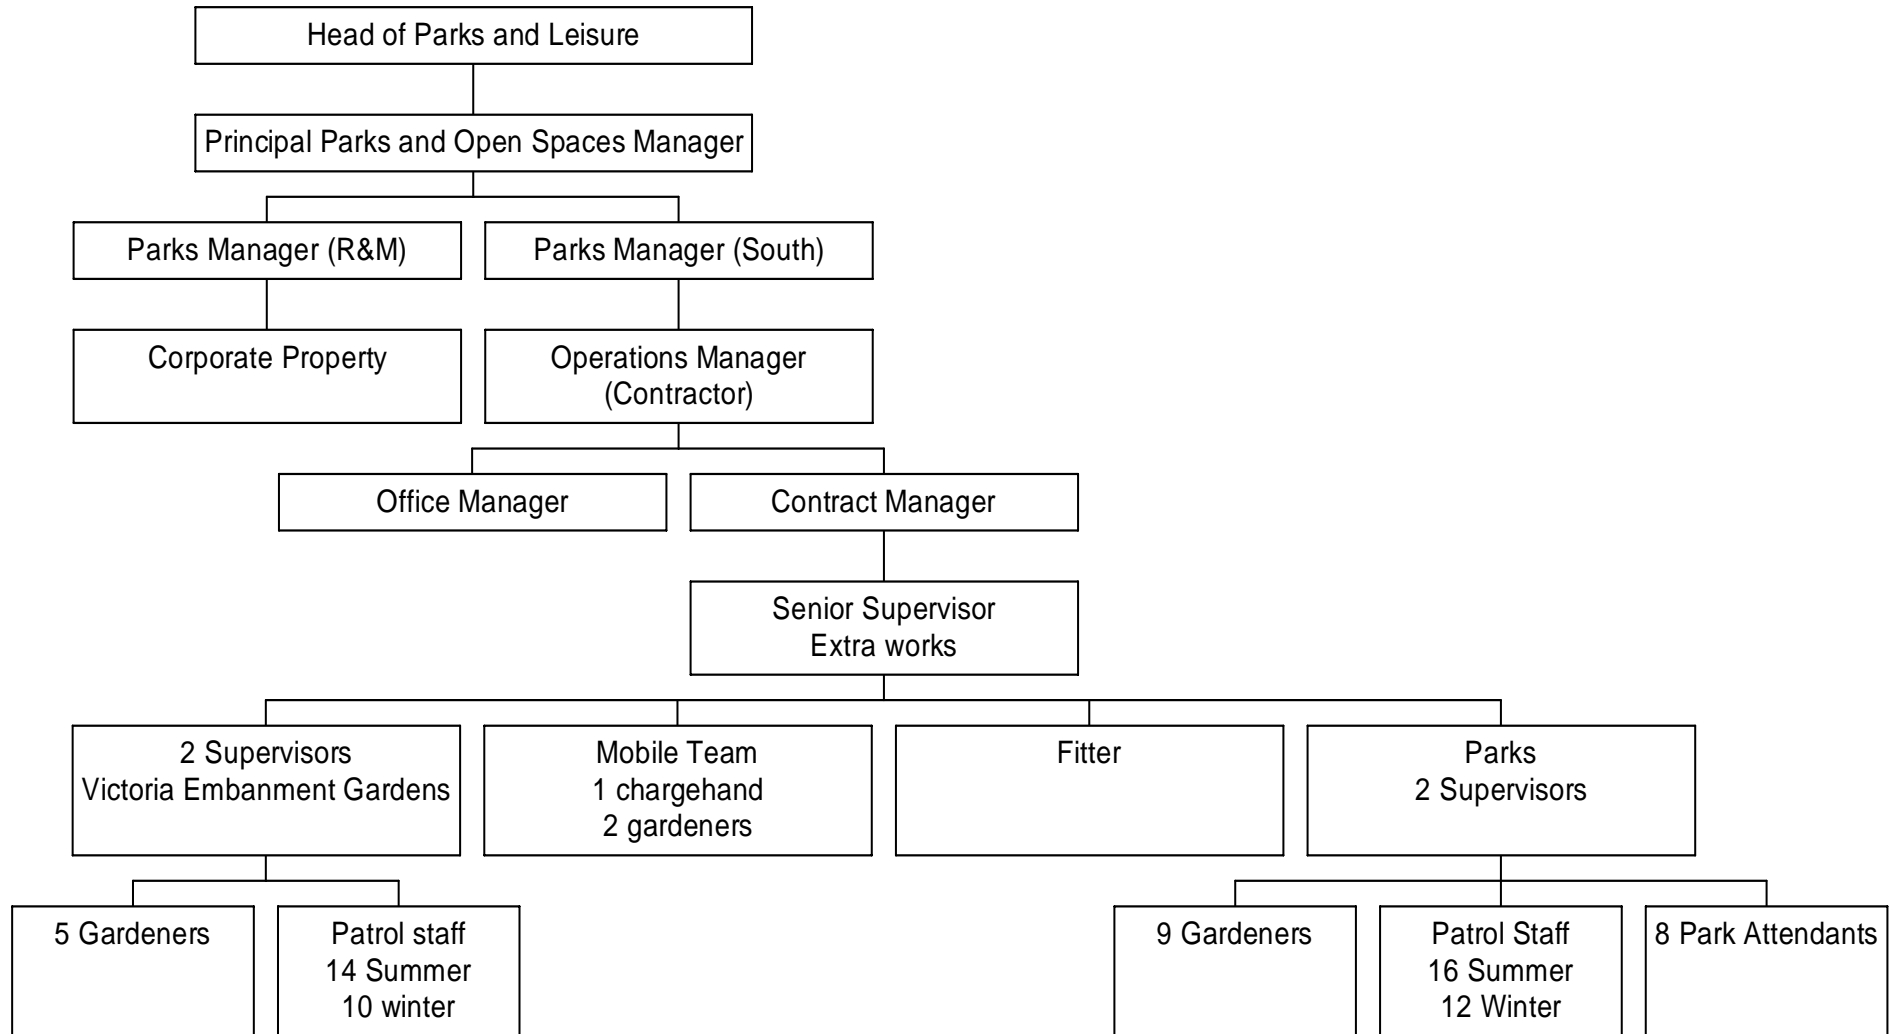 Head of Parks and Leisure
Principal Parks and Open Spaces Manager
Parks Manager (R&M)
Parks Manager (South)
Corporate Property
Operations Manager
(Contractor)
Office Manager
Contract Manager
Senior Supervisor
Extra works
2 Supervisors
Victoria Embanment Gardens
Mobile Team
1 chargehand
2 gardeners
Fitter
Parks
2 Supervisors
5 Gardeners
Patrol staff
14 Summer
10 winter
9 Gardeners
Patrol Staff
16 Summer
12 Winter
8 Park Attendants